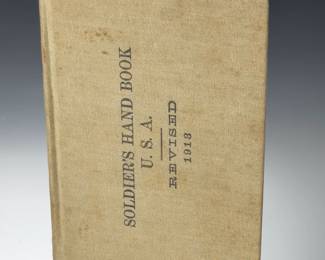 SOLDIER'S HAND BOOK
U. S. A.
REVISED
1913